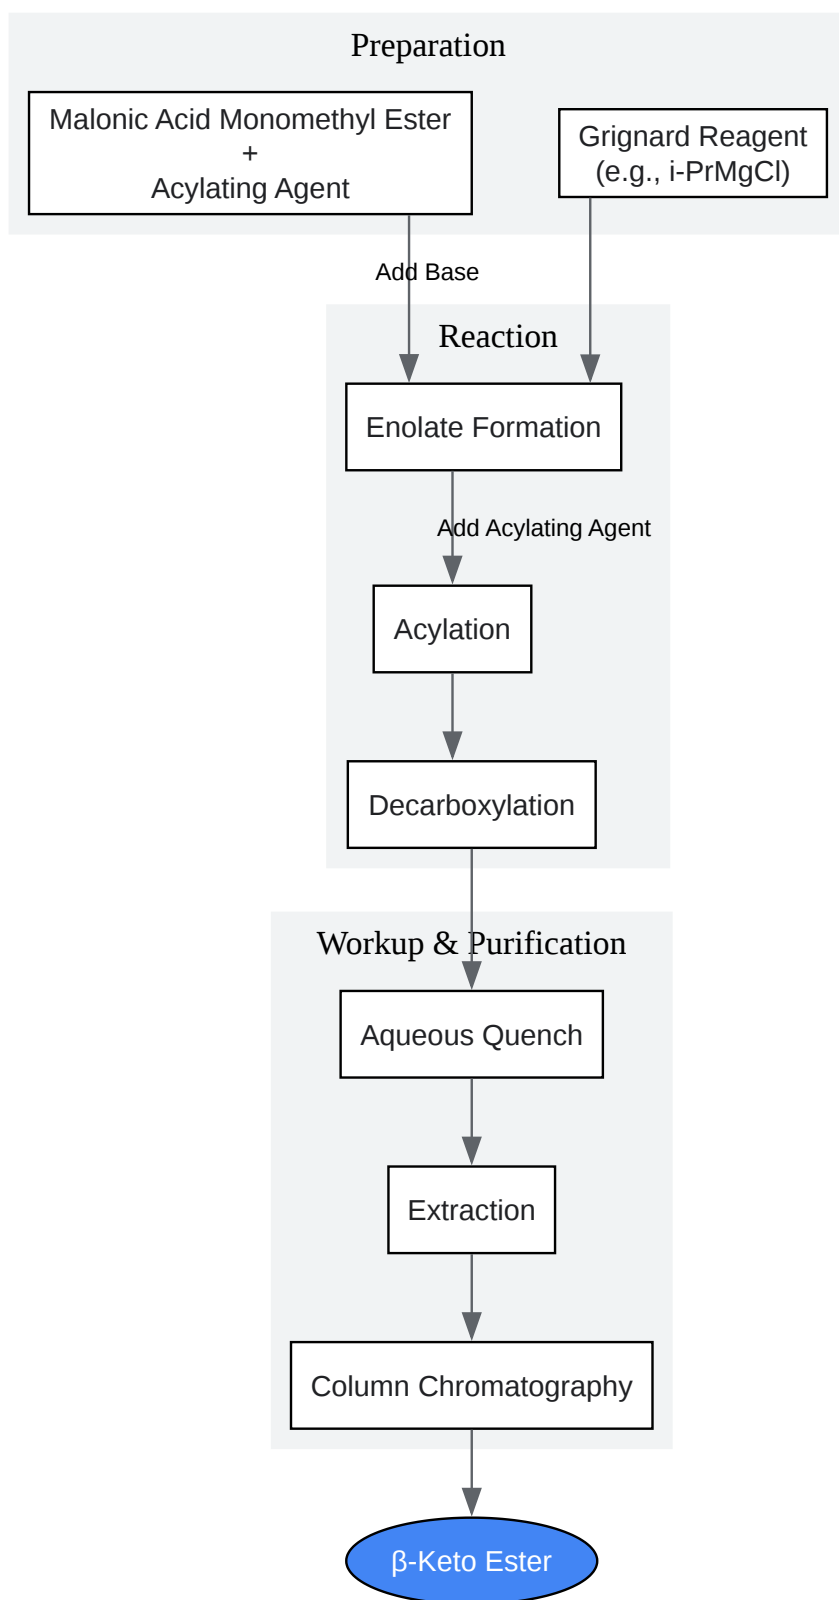 Preparation
Malonic Acid Monomethyl Ester
+
Acylating Agent
Grignard Reagent
(e.g., i-PrMgCl)
Add Base
Reaction
Enolate Formation
Add Acylating Agent
Acylation
Decarboxylation
Workup & Purification
Aqueous Quench
Extraction
Column Chromatography
β-Keto Ester